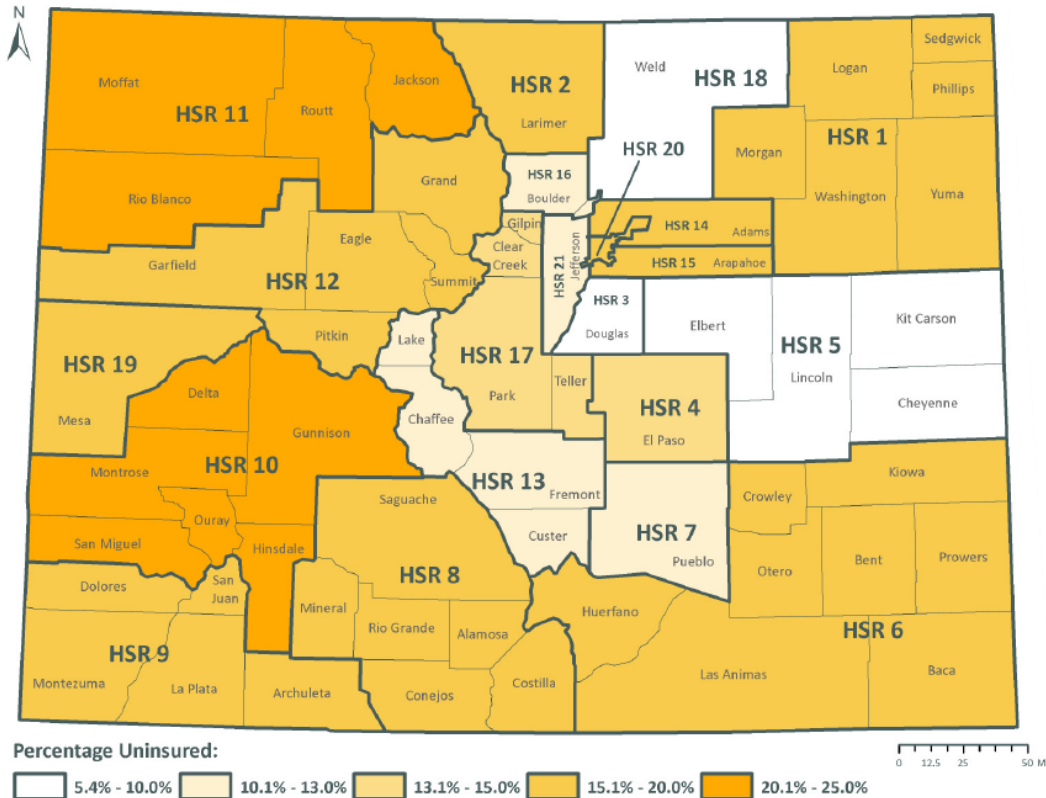 N
Moffat
HSR 11
Routt
Jackson
Rio Blanco
HSR 2
Larimer
Weld
HSR 18
Logan
Sedgwick
Phillips
HSR 1
Morgan
Washington
Yuma
HSR 20
HSR 16
Boulder
Grand
Gilpin
Clear
Creek
Jefferson
HSR 21
HSR 14
Adams
HSR 15
Arapahoe
Garfield
Eagle
HSR 12
Summit
Pitkin
HSR 3
Douglas
Elbert
HSR 5
Lincoln
Kit Carson
Cheyenne
HSR 19
Mesa
Lake
Chaffee
HSR 17
Park
Teller
HSR 4
El Paso
Delta
Gunnison
HSR 10
Montrose
Ouray
San Miguel
Hinsdale
HSR 13
Fremont
Custer
HSR 7
Pueblo
Crowley
Kiowa
Otero
Bent
Prowers
HSR 6
Huerfano
Las Animas
Baca
Saguache
HSR 8
Mineral
Rio Grande
Alamosa
Conejos
Costilla
Dolores
San
Juan
HSR 9
Montezuma
La Plata
Archuleta
Percentage Uninsured:
5.4% - 10.0%
10.1% - 13.0%
13.1% - 15.0%
15.1% - 20.0%
20.1% - 25.0%
0 12.5 25 50 M